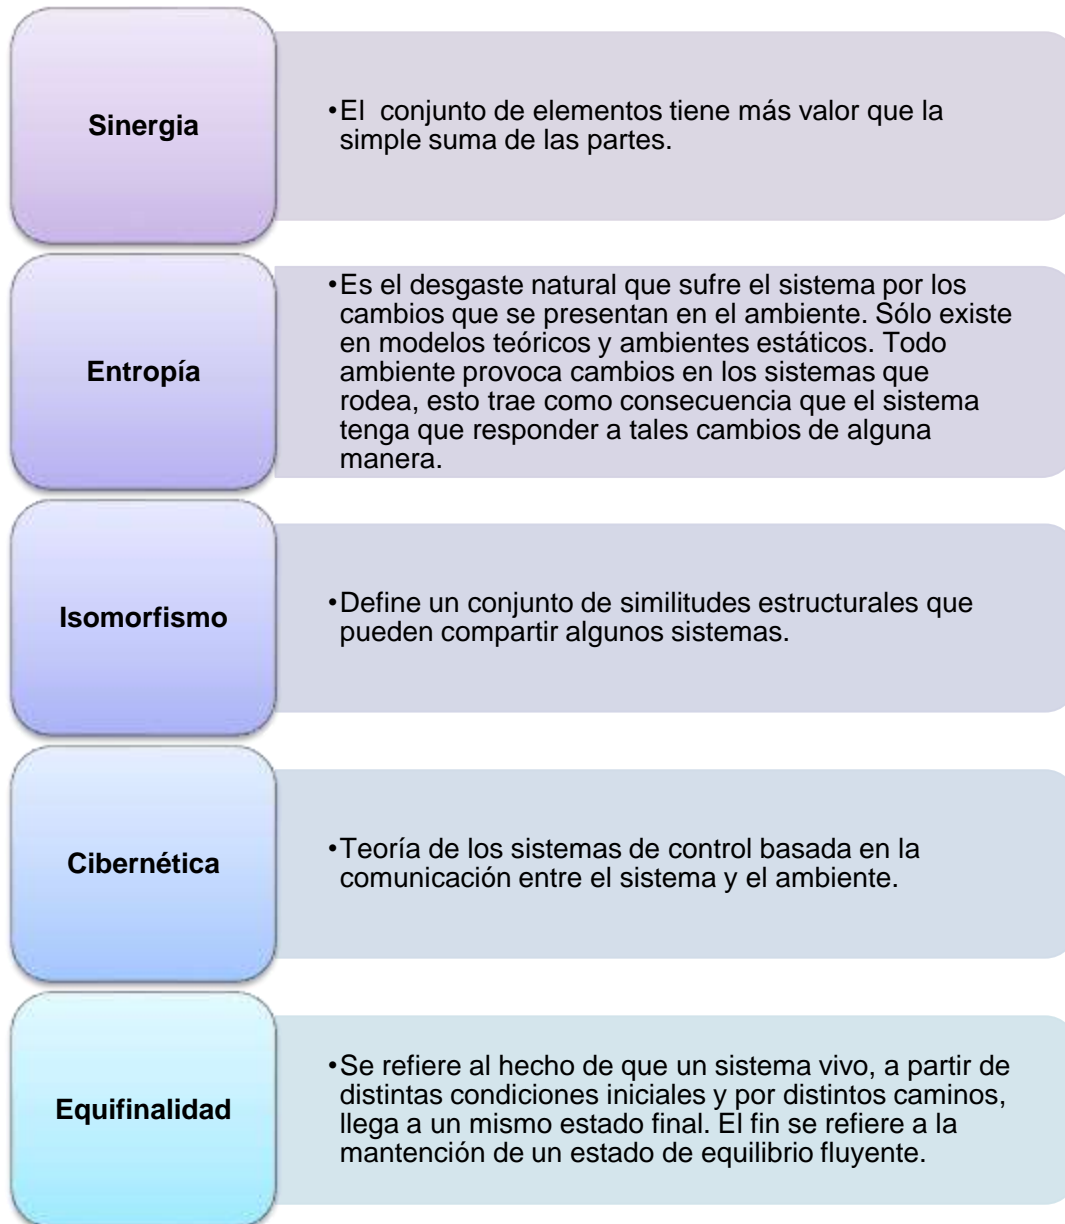 Sinergia
•El conjunto de elementos tiene más valor que la
simple suma de las partes.
Entropía
•Es el desgaste natural que sufre el sistema por los
cambios que se presentan en el ambiente. Sólo existe
en modelos teóricos y ambientes estáticos. Todo
ambiente provoca cambios en los sistemas que
rodea, esto trae como consecuencia que el sistema
tenga que responder a tales cambios de alguna
manera.
Isomorfismo
•Define un conjunto de similitudes estructurales que
pueden compartir algunos sistemas.
Cibernética
•Teoría de los sistemas de control basada en la
comunicación entre el sistema y el ambiente.
Equifinalidad
•Se refiere al hecho de que un sistema vivo, a partir de
distintas condiciones iniciales y por distintos caminos,
llega a un mismo estado final. El fin se refiere a la
mantención de un estado de equilibrio fluyente.